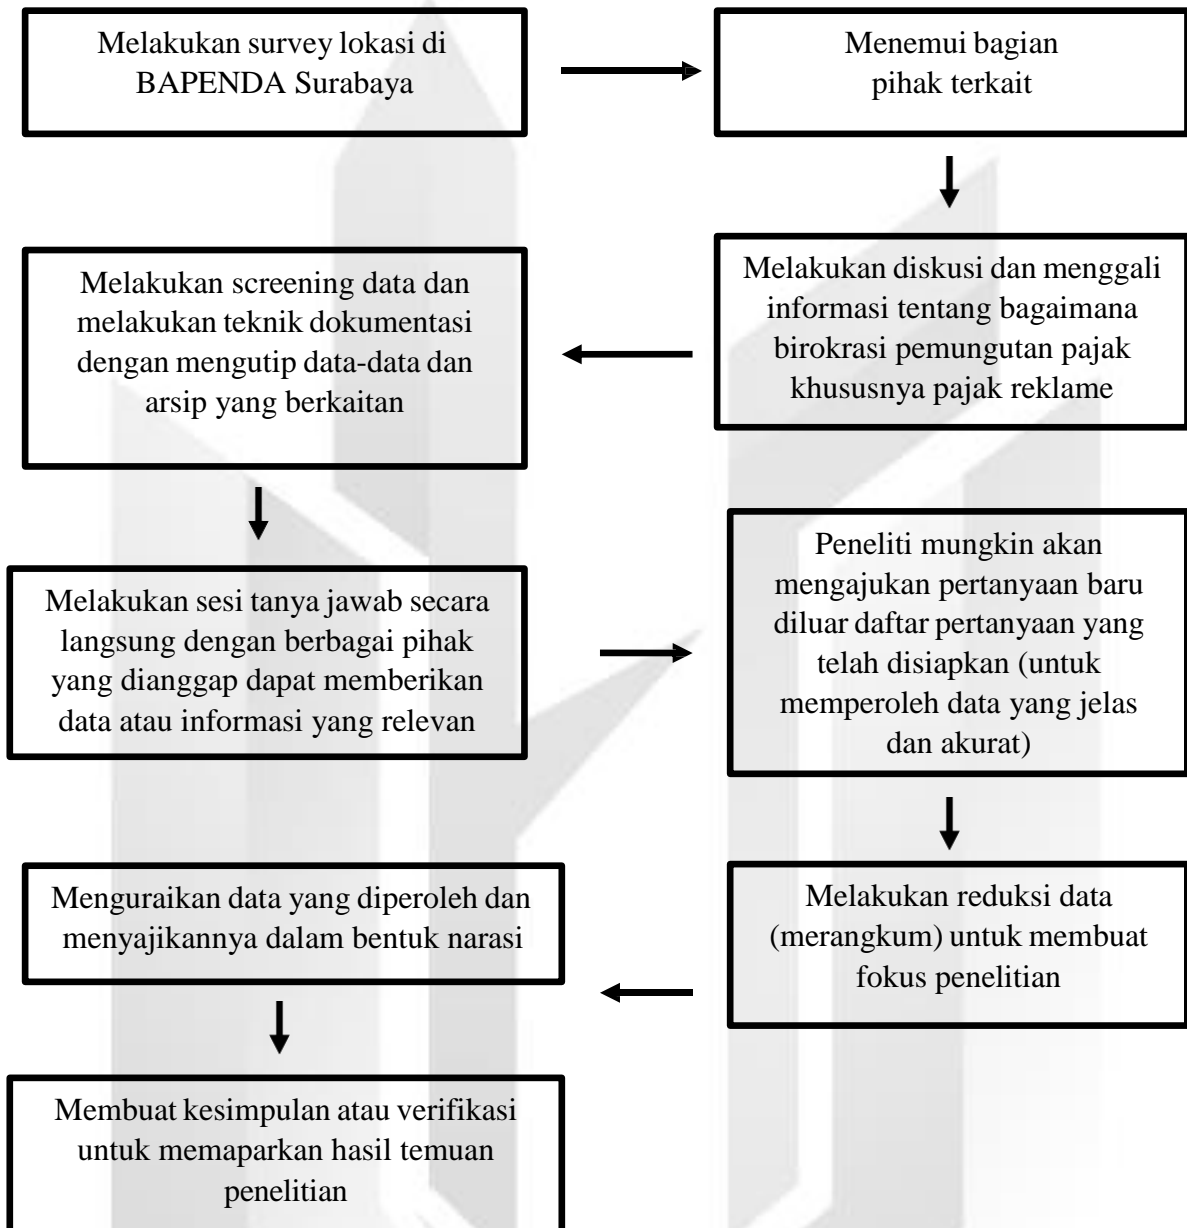 Melakukan survey lokasi di
BAPENDA Surabaya
Menemui bagian
pihak terkait
Melakukan diskusi dan menggali
informasi tentang bagaimana
birokrasi pemungutan pajak
khususnya pajak reklame
Melakukan screening data dan
melakukan teknik dokumentasi
dengan mengutip data-data dan
arsip yang berkaitan
Melakukan sesi tanya jawab secara
langsung dengan berbagai pihak
yang dianggap dapat memberikan
data atau informasi yang relevan
Peneliti mungkin akan
mengajukan pertanyaan baru
diluar daftar pertanyaan yang
telah disiapkan (untuk
memperoleh data yang jelas
dan akurat)
Melakukan reduksi data
(merangkum) untuk membuat
fokus penelitian
Menguraikan data yang diperoleh dan
menyajikannya dalam bentuk narasi
Membuat kesimpulan atau verifikasi
untuk memaparkan hasil temuan
penelitian